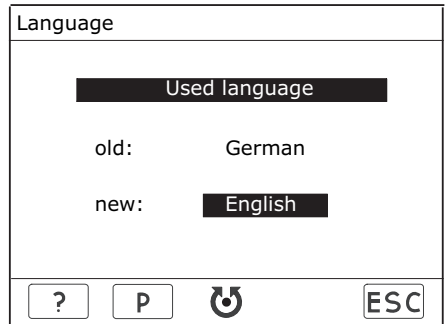 Language
Used language
old: German
new: English
? P ESC